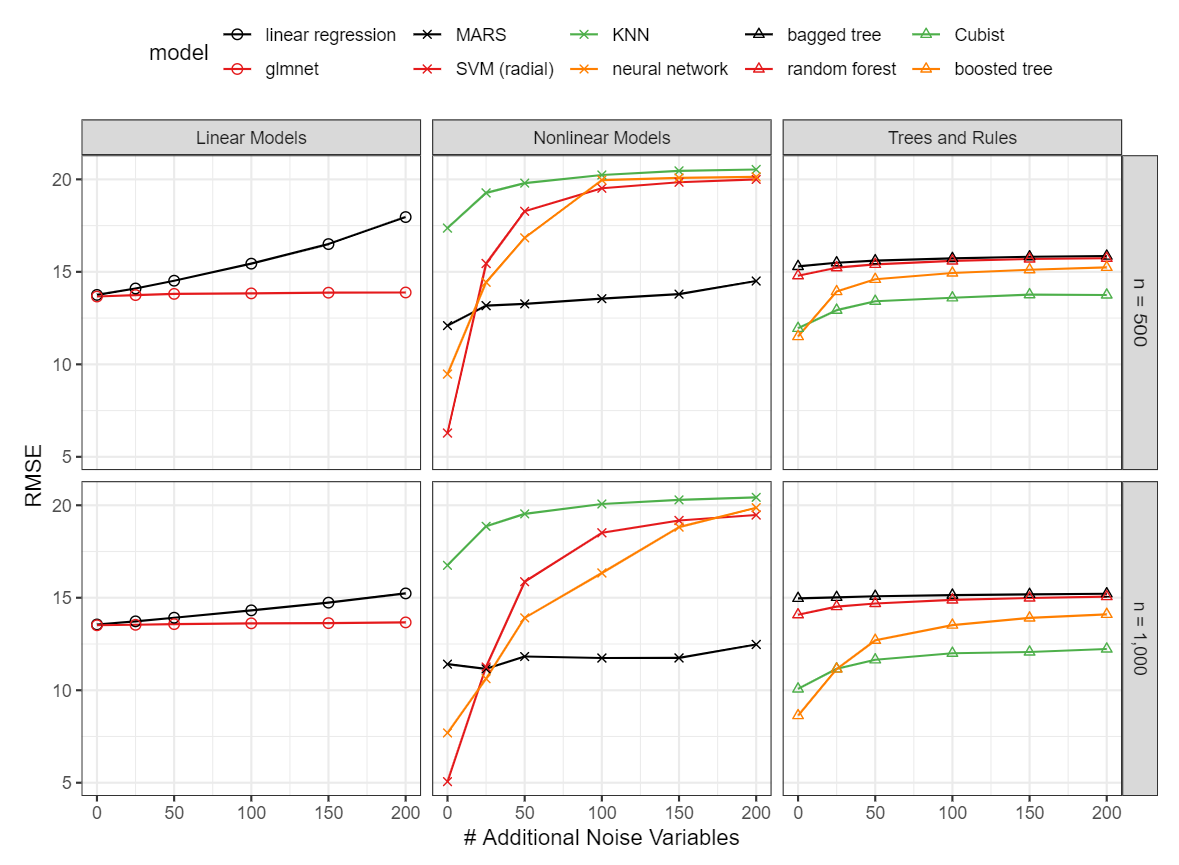 model
linear regression MARS KNN bagged tree Cubist
glmnet SVM (radial) neural network random forest boosted tree
Linear Models Nonlinear Models Trees and Rules
20
15
10
5
n = 500
RMSE
20
15
10
5
n = 1,000
0 50 100 150 200 0 50 100 150 200 0 50 100 150 200
# Additional Noise Variables